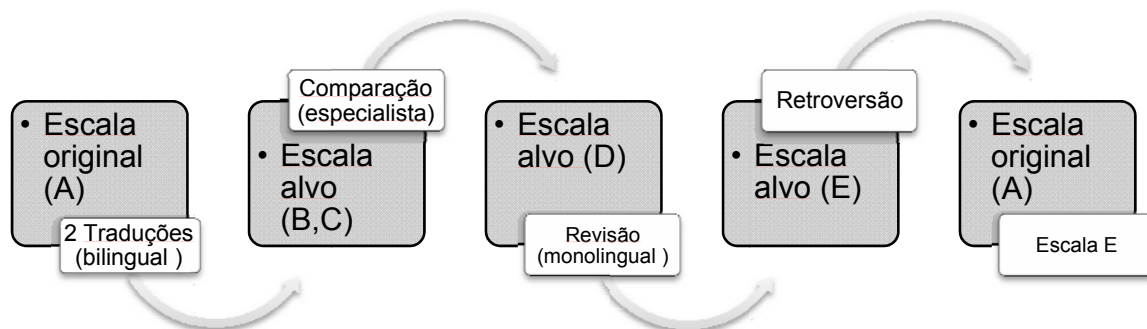 • Escala
original
(A)
2 Traduções
(bilingual )
Comparação
(especialista)
• Escala
alvo
(B,C)
• Escala
alvo (D)
Revisão
(monolingual )
Retroversão
• Escala
alvo (E)
• Escala
original
(A)
Escala E